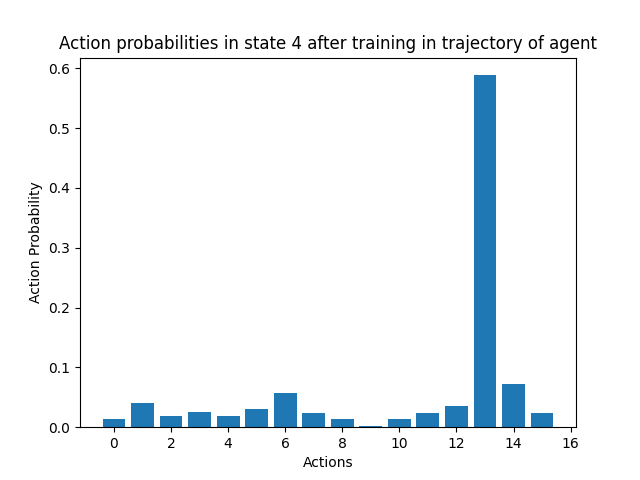 Action probabilities in state 4 after training in trajectory of agent
0.6
0.5
0.4
0.3
0.2
0.1
0.0
Action Probability
0 2 4 6 8 10 12 14 16
Actions